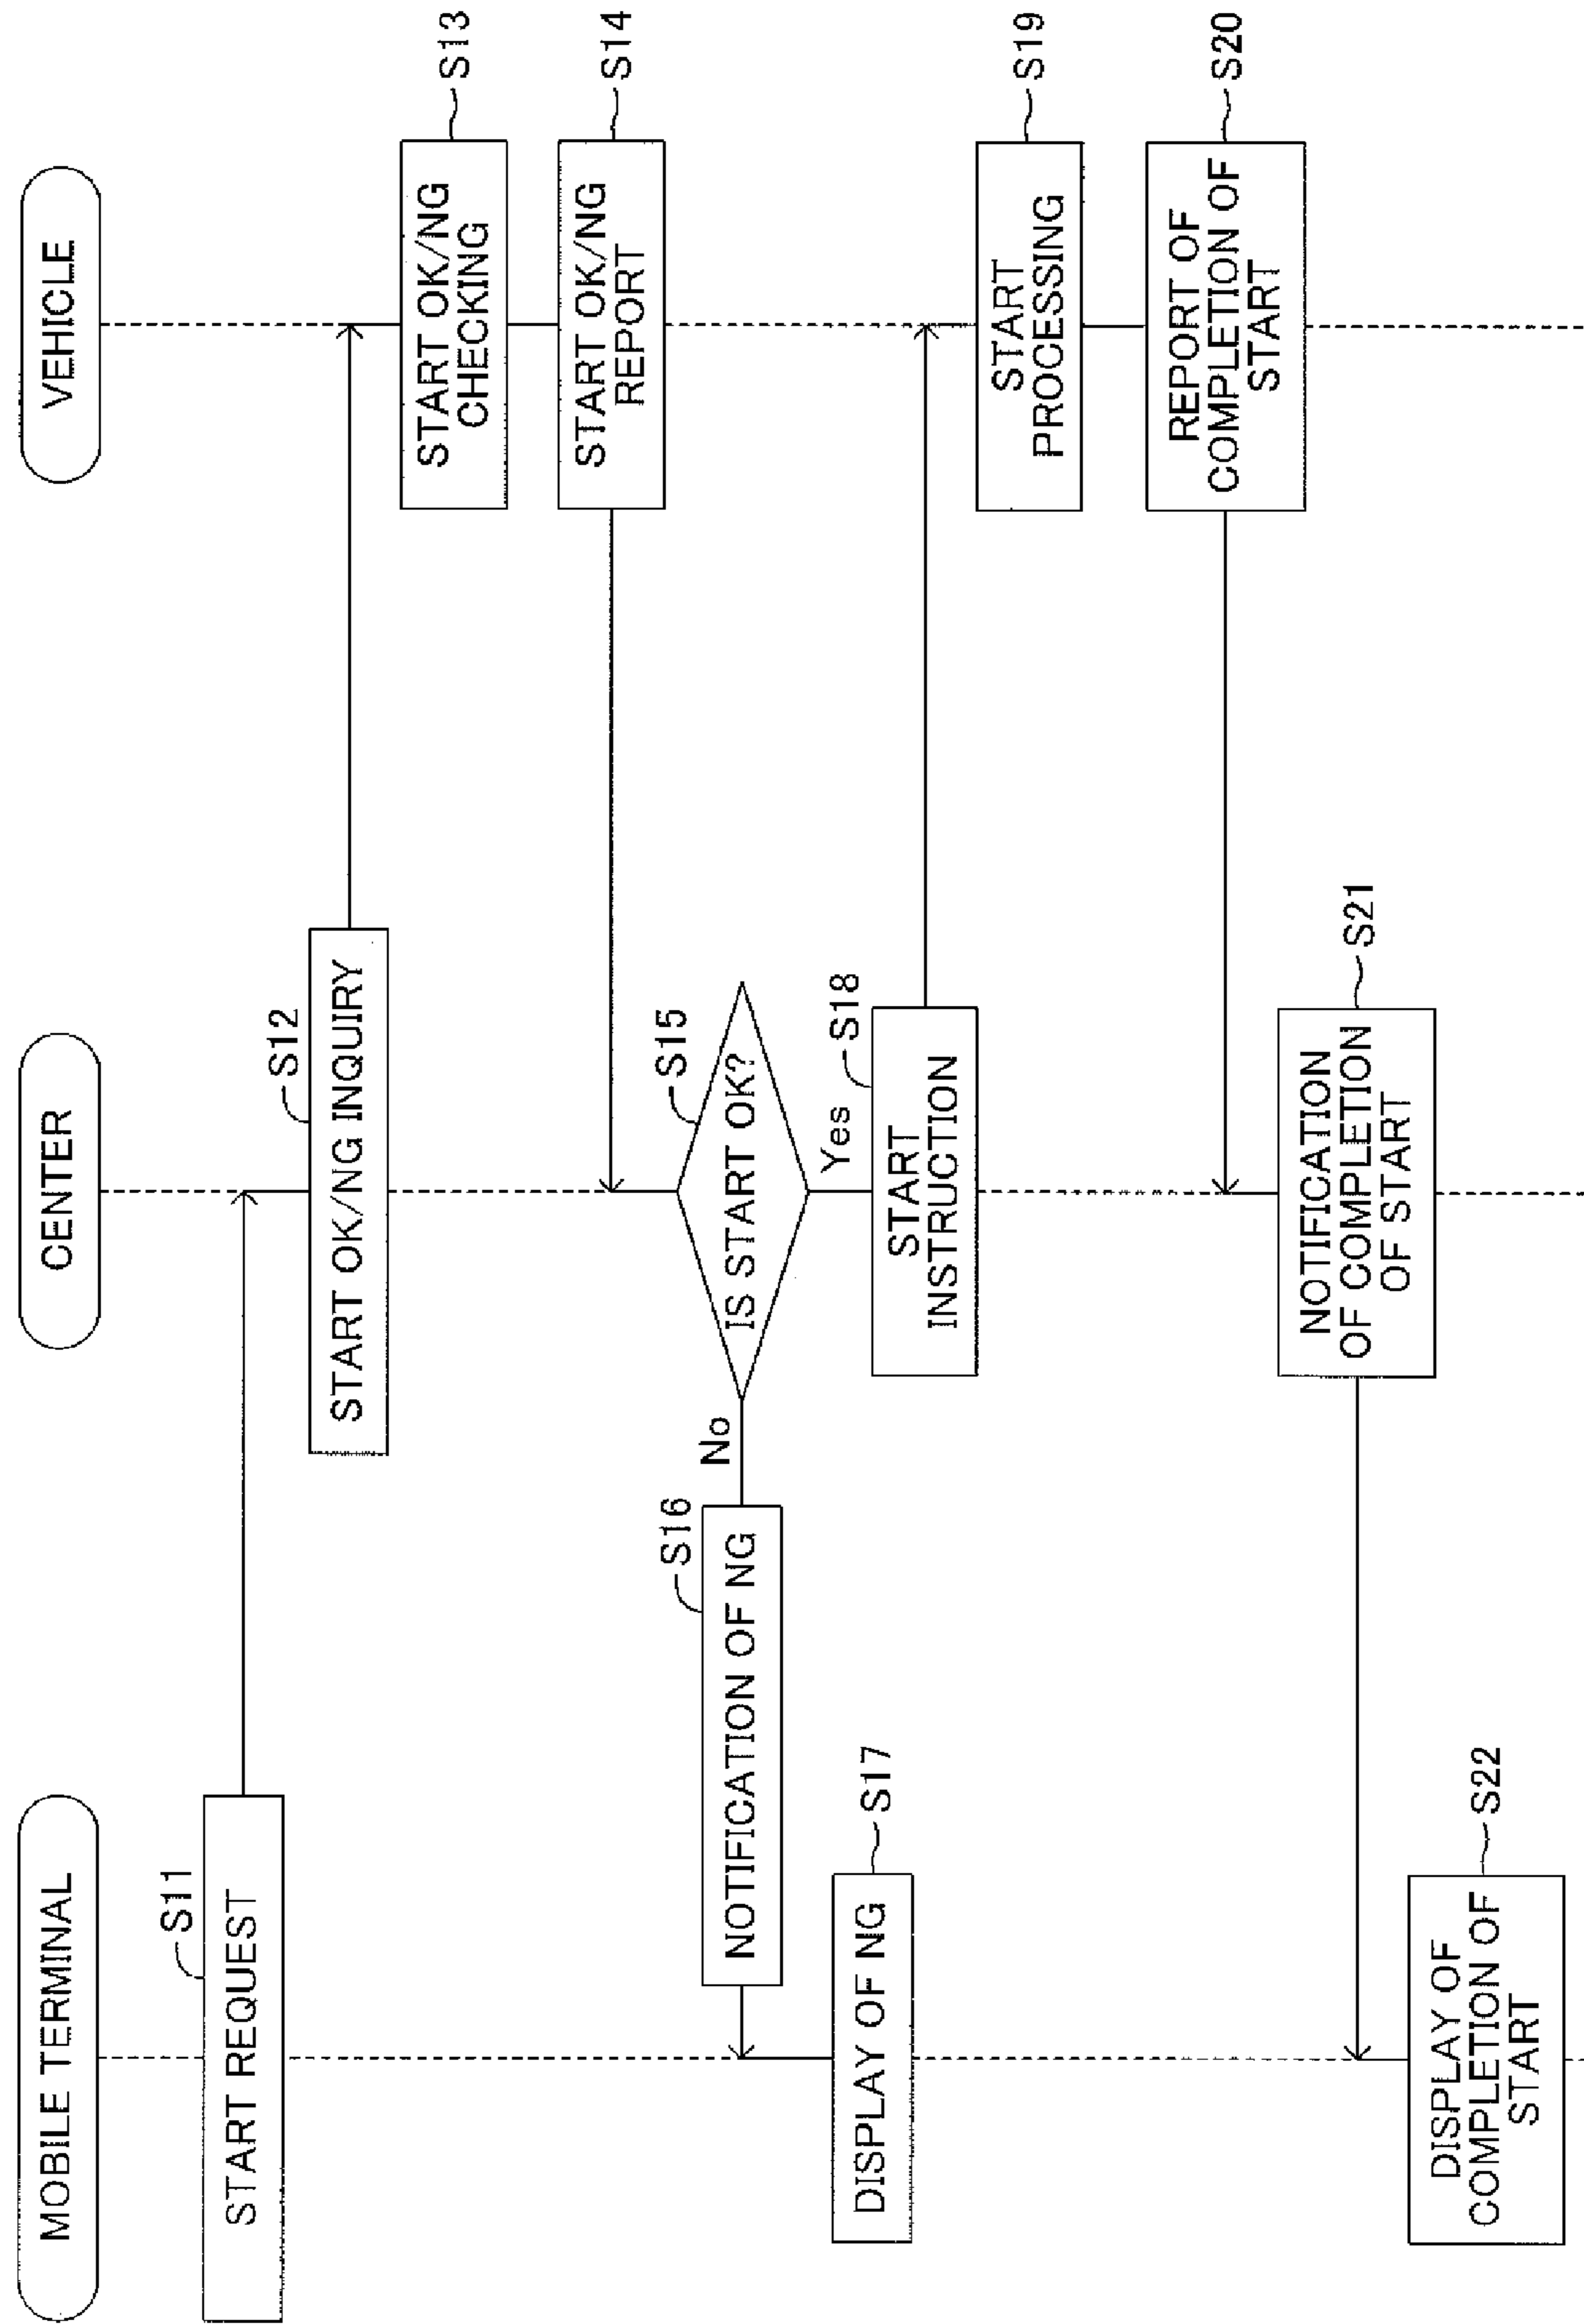 MOBILE TERMINAL
CENTER
VEHICLE
S11
START REQUEST
S12
START OK/NG INQUIRY
START OK/NG
CHECKING
S13
START OK/NG
REPORT
S14
S15
IS START OK?
No
Yes
S16
NOTIFICATION OF NG
DISPLAY OF NG
S17
S18
START
INSTRUCTION
START
PROCESSING
S19
REPORT OF
COMPLETION OF
START
S20
NOTIFICATION
OF COMPLETION
OF START
S21
DISPLAY OF
COMPLETION OF
START
S22